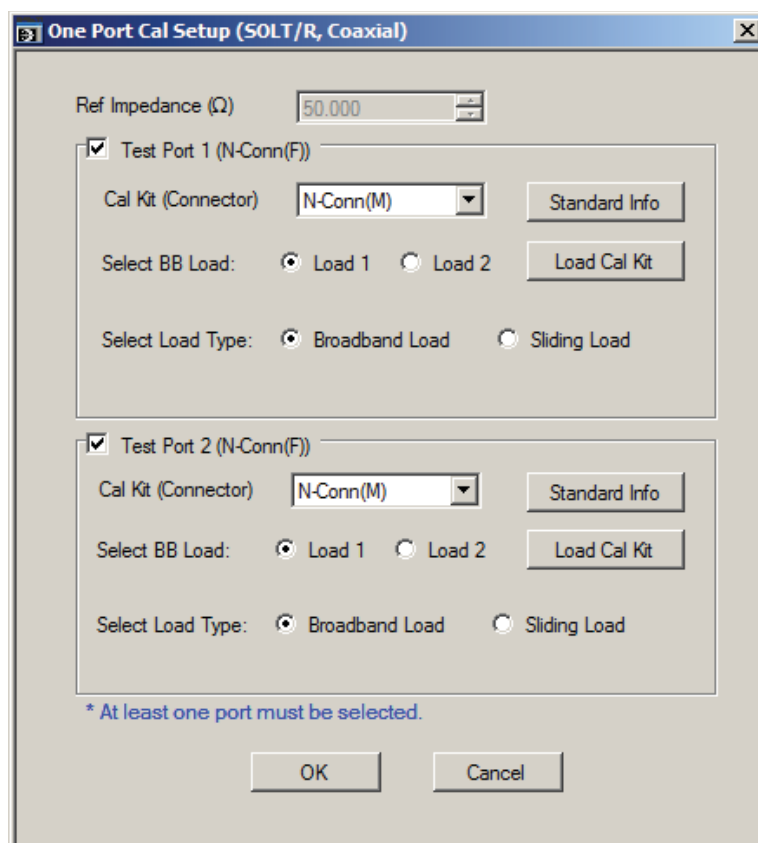 One Port Cal Setup (SOLT/R, Coaxial)
Ref Impedance (Ω) 50.000
Test Port 1 (N-Conn(F))
Cal Kit (Connector) N-Conn(M) Standard Info
Select BB Load: Load 1 Load 2 Load Cal Kit
Select Load Type: Broadband Load Sliding Load
Test Port 2 (N-Conn(F))
Cal Kit (Connector) N-Conn(M) Standard Info
Select BB Load: Load 1 Load 2 Load Cal Kit
Select Load Type: Broadband Load Sliding Load
* At least one port must be selected.
OK Cancel